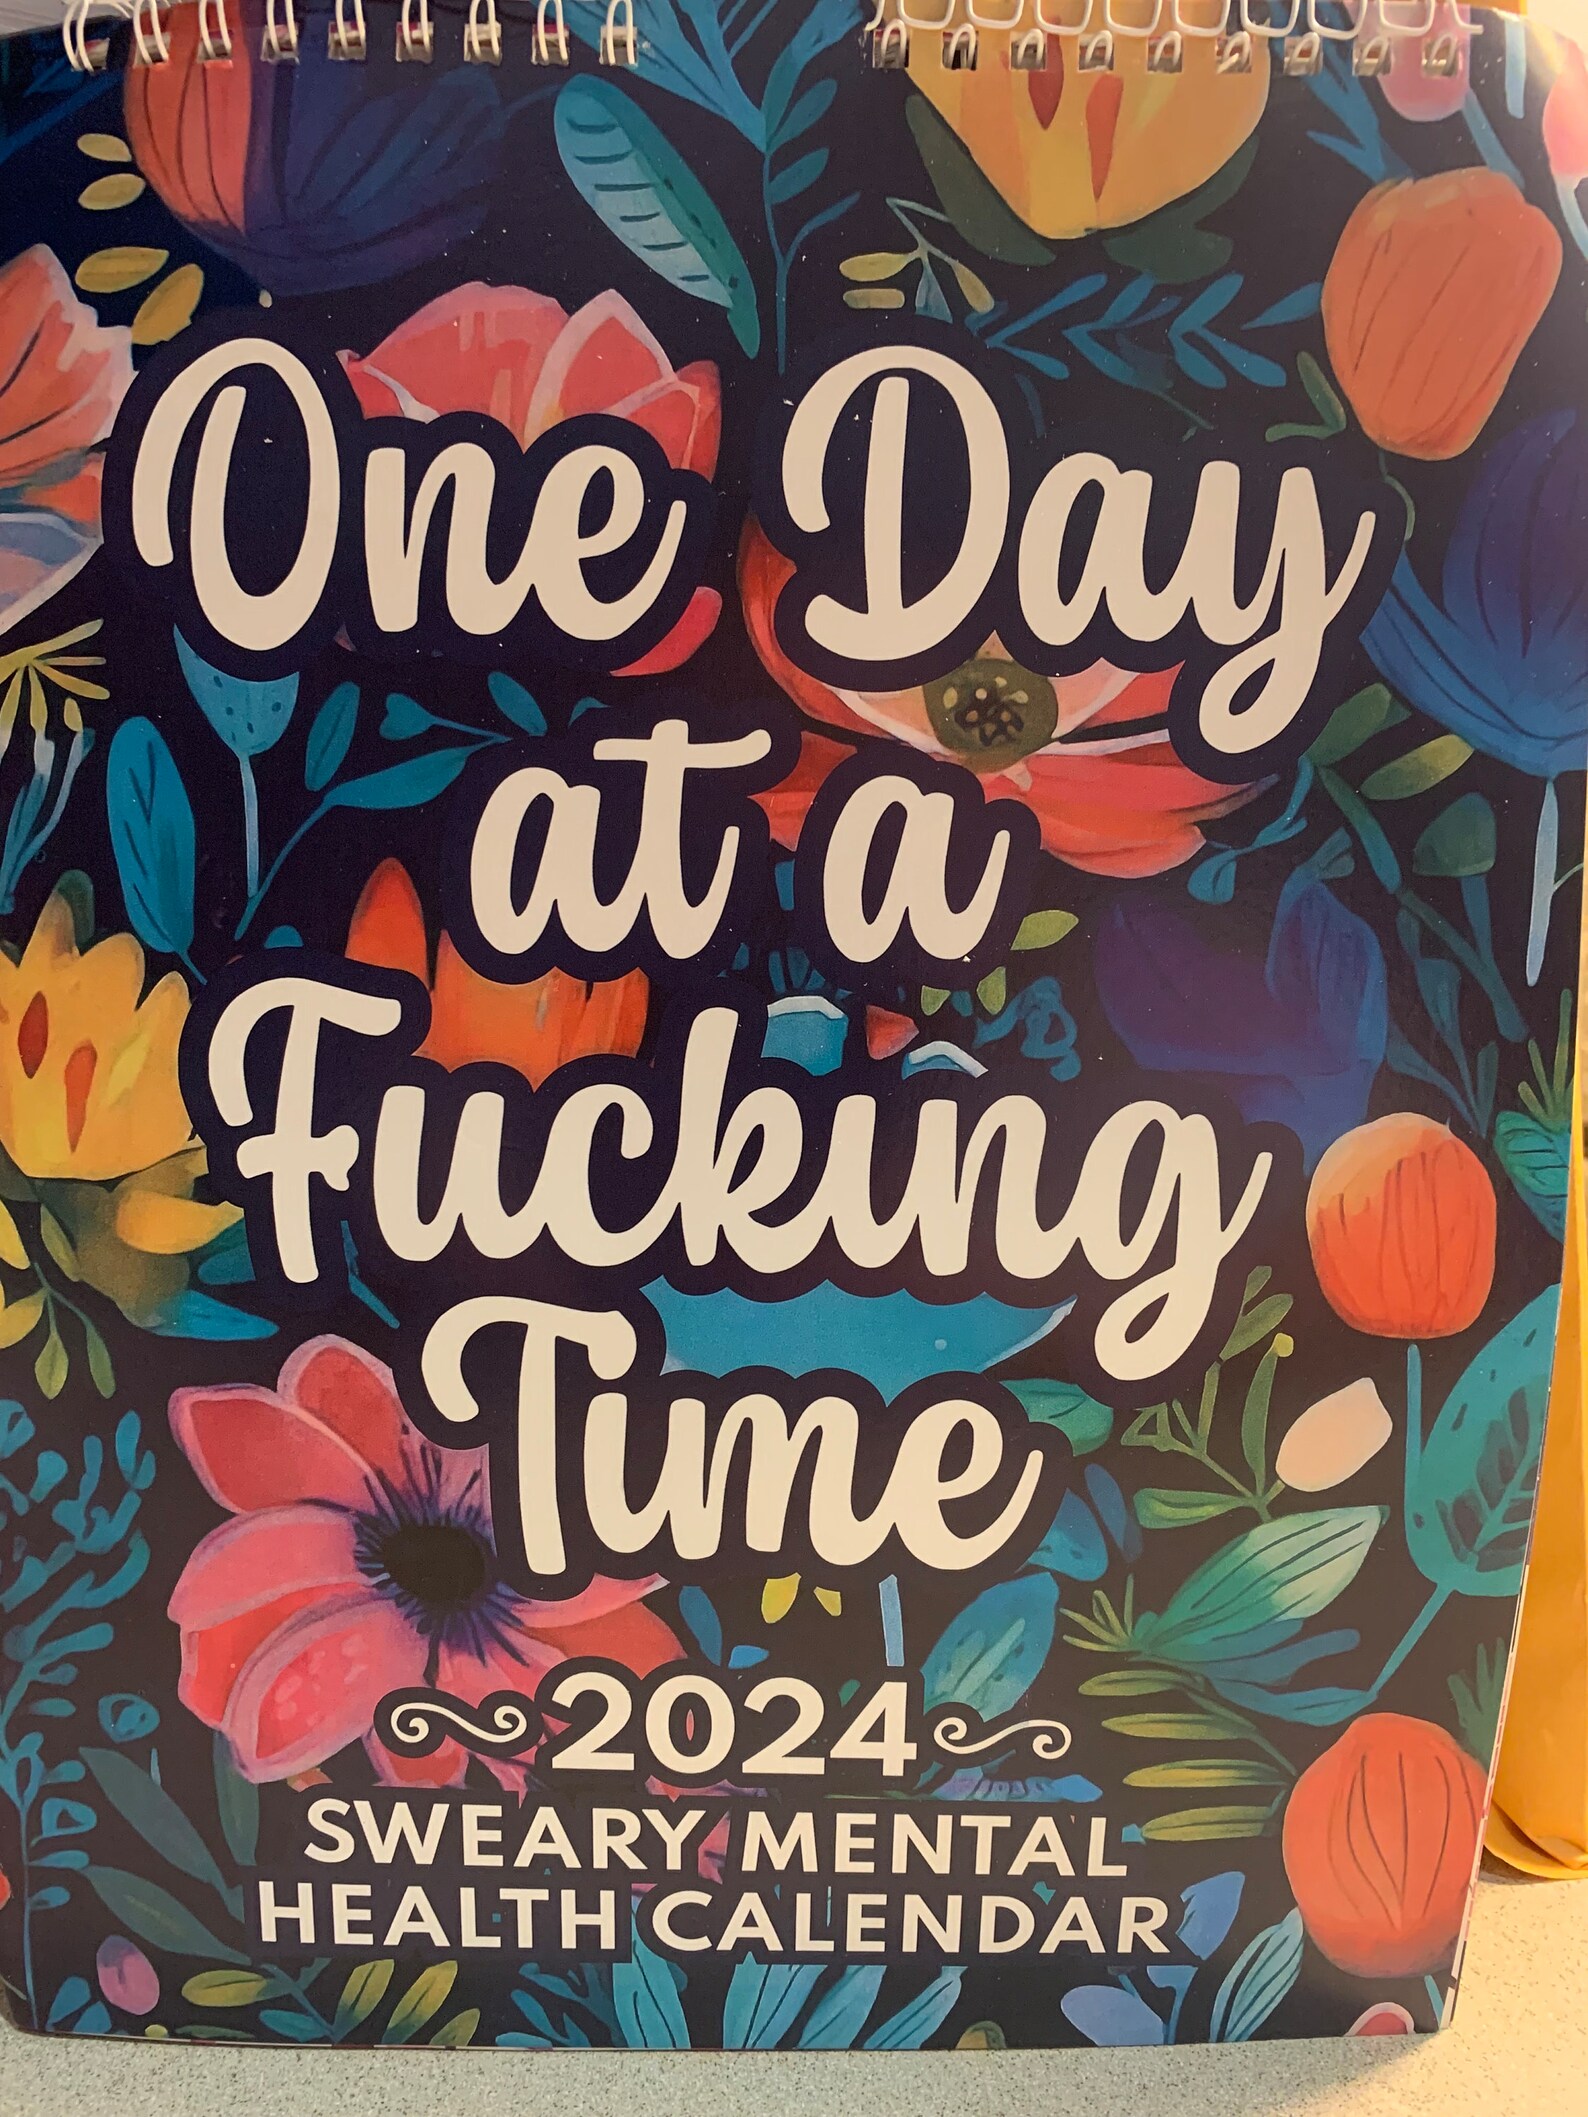 One Day
at a
Fucking
Time
2024
SWEARY MENTAL
HEALTH CALENDAR